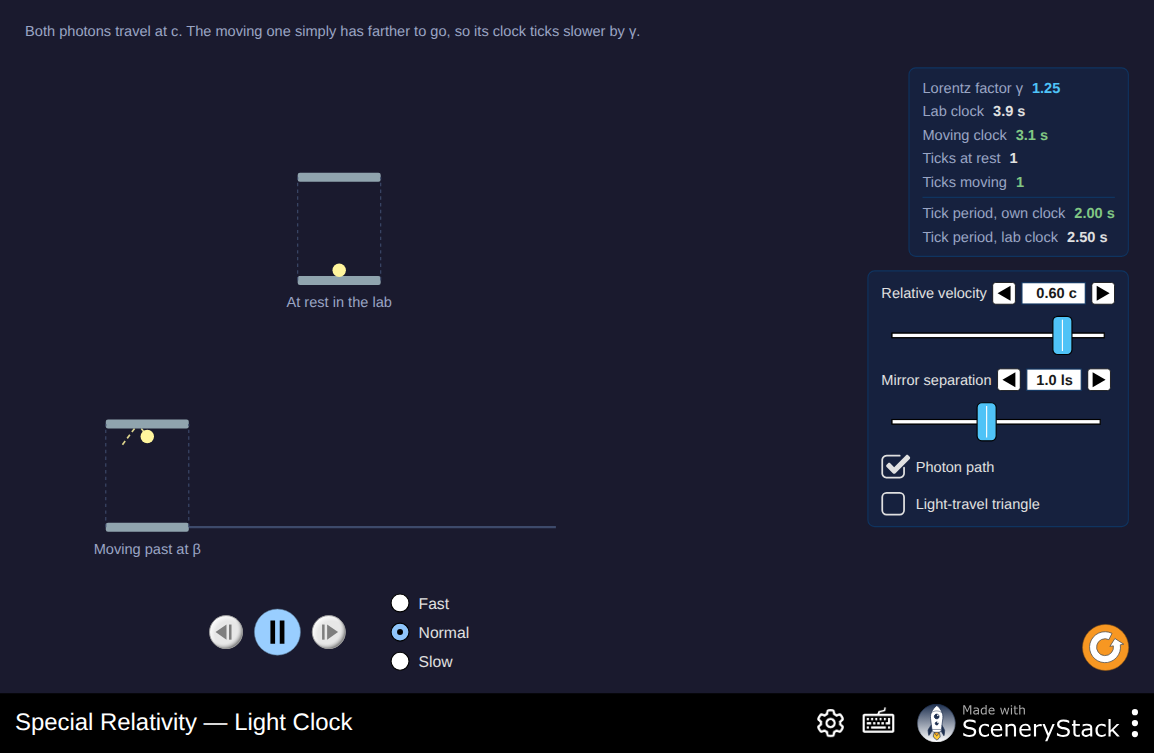 Both photons travel at c. The moving one simply has farther to go, so its clock ticks slower by γ.
Lorentz factor γ 1.25
Lab clock 3.9 s
Moving clock 3.1 s
Ticks at rest 1
Ticks moving 1
Tick period, own clock 2.00 s
Tick period, lab clock 2.50 s
At rest in the lab
Relative velocity 0.60 c
Mirror separation 1.0 ls
Photon path
Light-travel triangle
Moving past at β
Fast
Normal
Slow
Special Relativity — Light Clock
Made with
SceneryStack